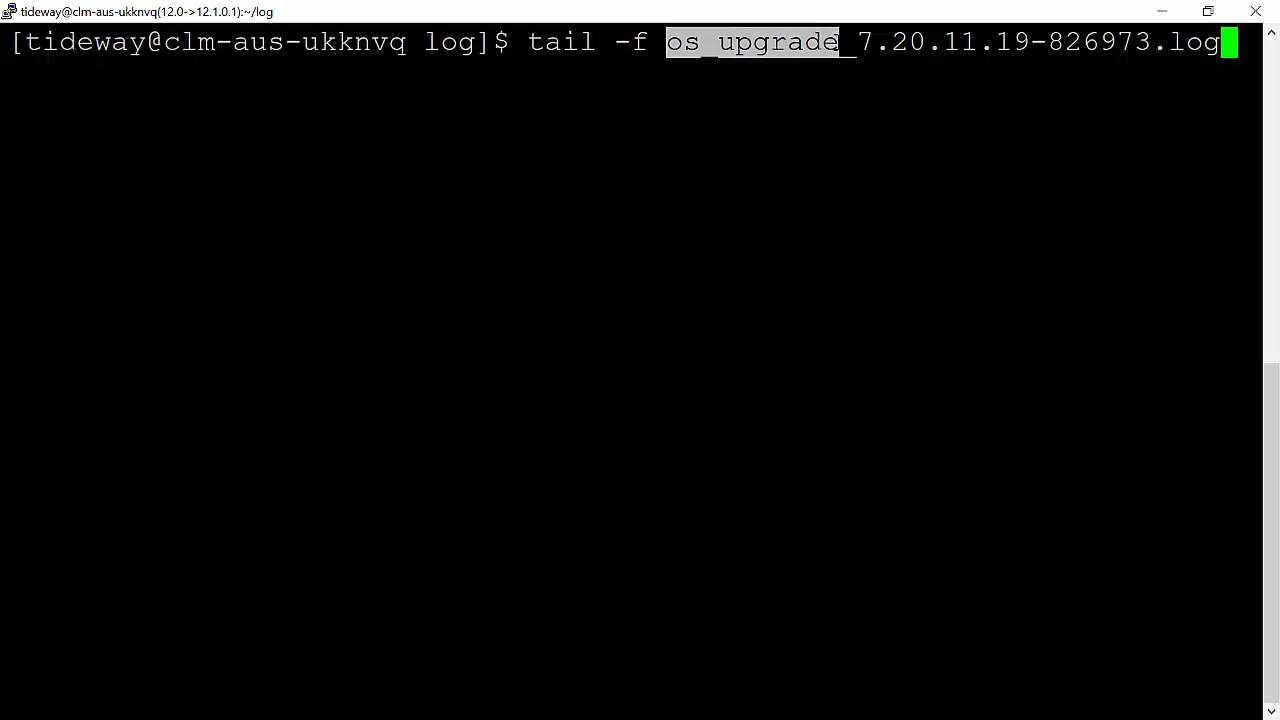 tideway@clm-aus-ukknvq(12.0->12.1.0.1):~/log
[tideway@clm-aus-ukknvq log]$ tail -f os_upgrade_7.20.11.19-826973.log